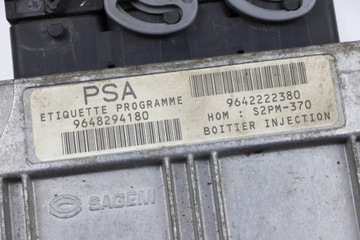 PSA
ETIQUETTE PROGRAMME
9648294180
9642222380
HOM : S2PM-370
BOITIER INJECTION
SAGEM